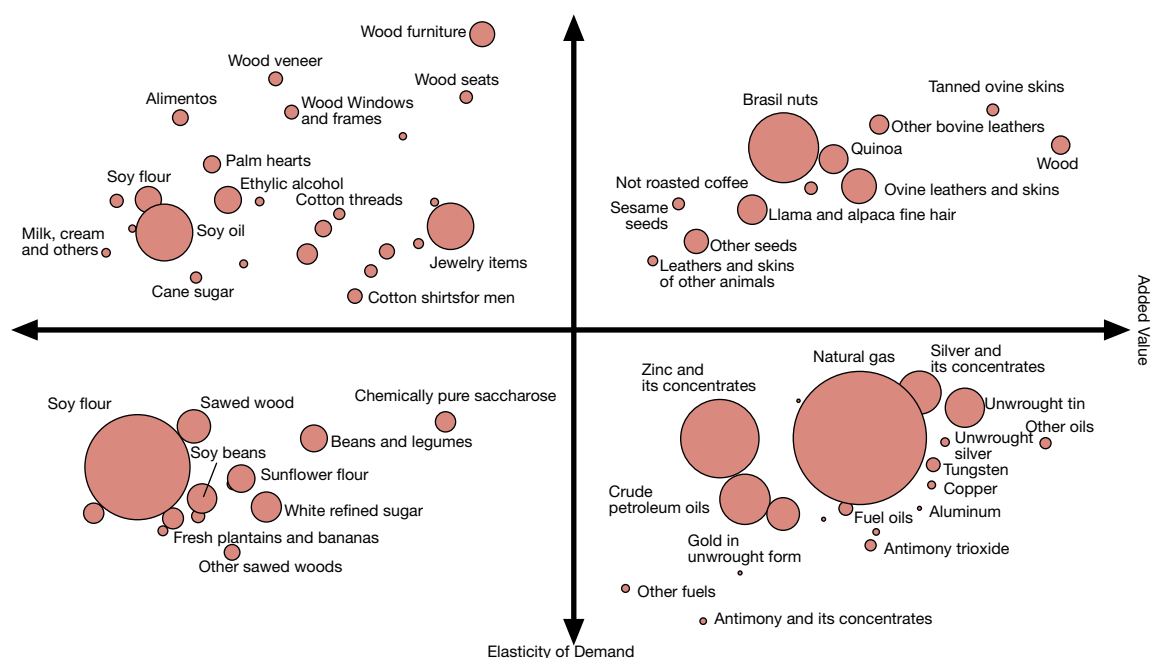 Wood furniture
Wood veneer
Wood seats
Alimentos
Wood Windows
and frames
Palm hearts
Soy flour
Ethylic alcohol
Cotton threads
Soy oil
Milk, cream
and others
Cane sugar
Jewelry items
Cotton shirtsfor men
Tanned ovine skins
Brasil nuts
Other bovine leathers
Quinoa
Wood
Not roasted coffee
Ovine leathers and skins
Sesame
seeds
Llama and alpaca fine hair
Other seeds
Leathers and skins
of other animals
Added Value
Soy flour
Sawed wood
Chemically pure saccharose
Beans and legumes
Soy beans
Sunflower flour
White refined sugar
Fresh plantains and bananas
Other sawed woods
Natural gas
Silver and
its concentrates
Zinc and
its concentrates
Unwrought tin
Other oils
Unwrought
silver
Tungsten
Copper
Crude
petroleum oils
Aluminum
Fuel oils
Gold in
unwrought form
Antimony trioxide
Other fuels
Antimony and its concentrates
Elasticity of Demand